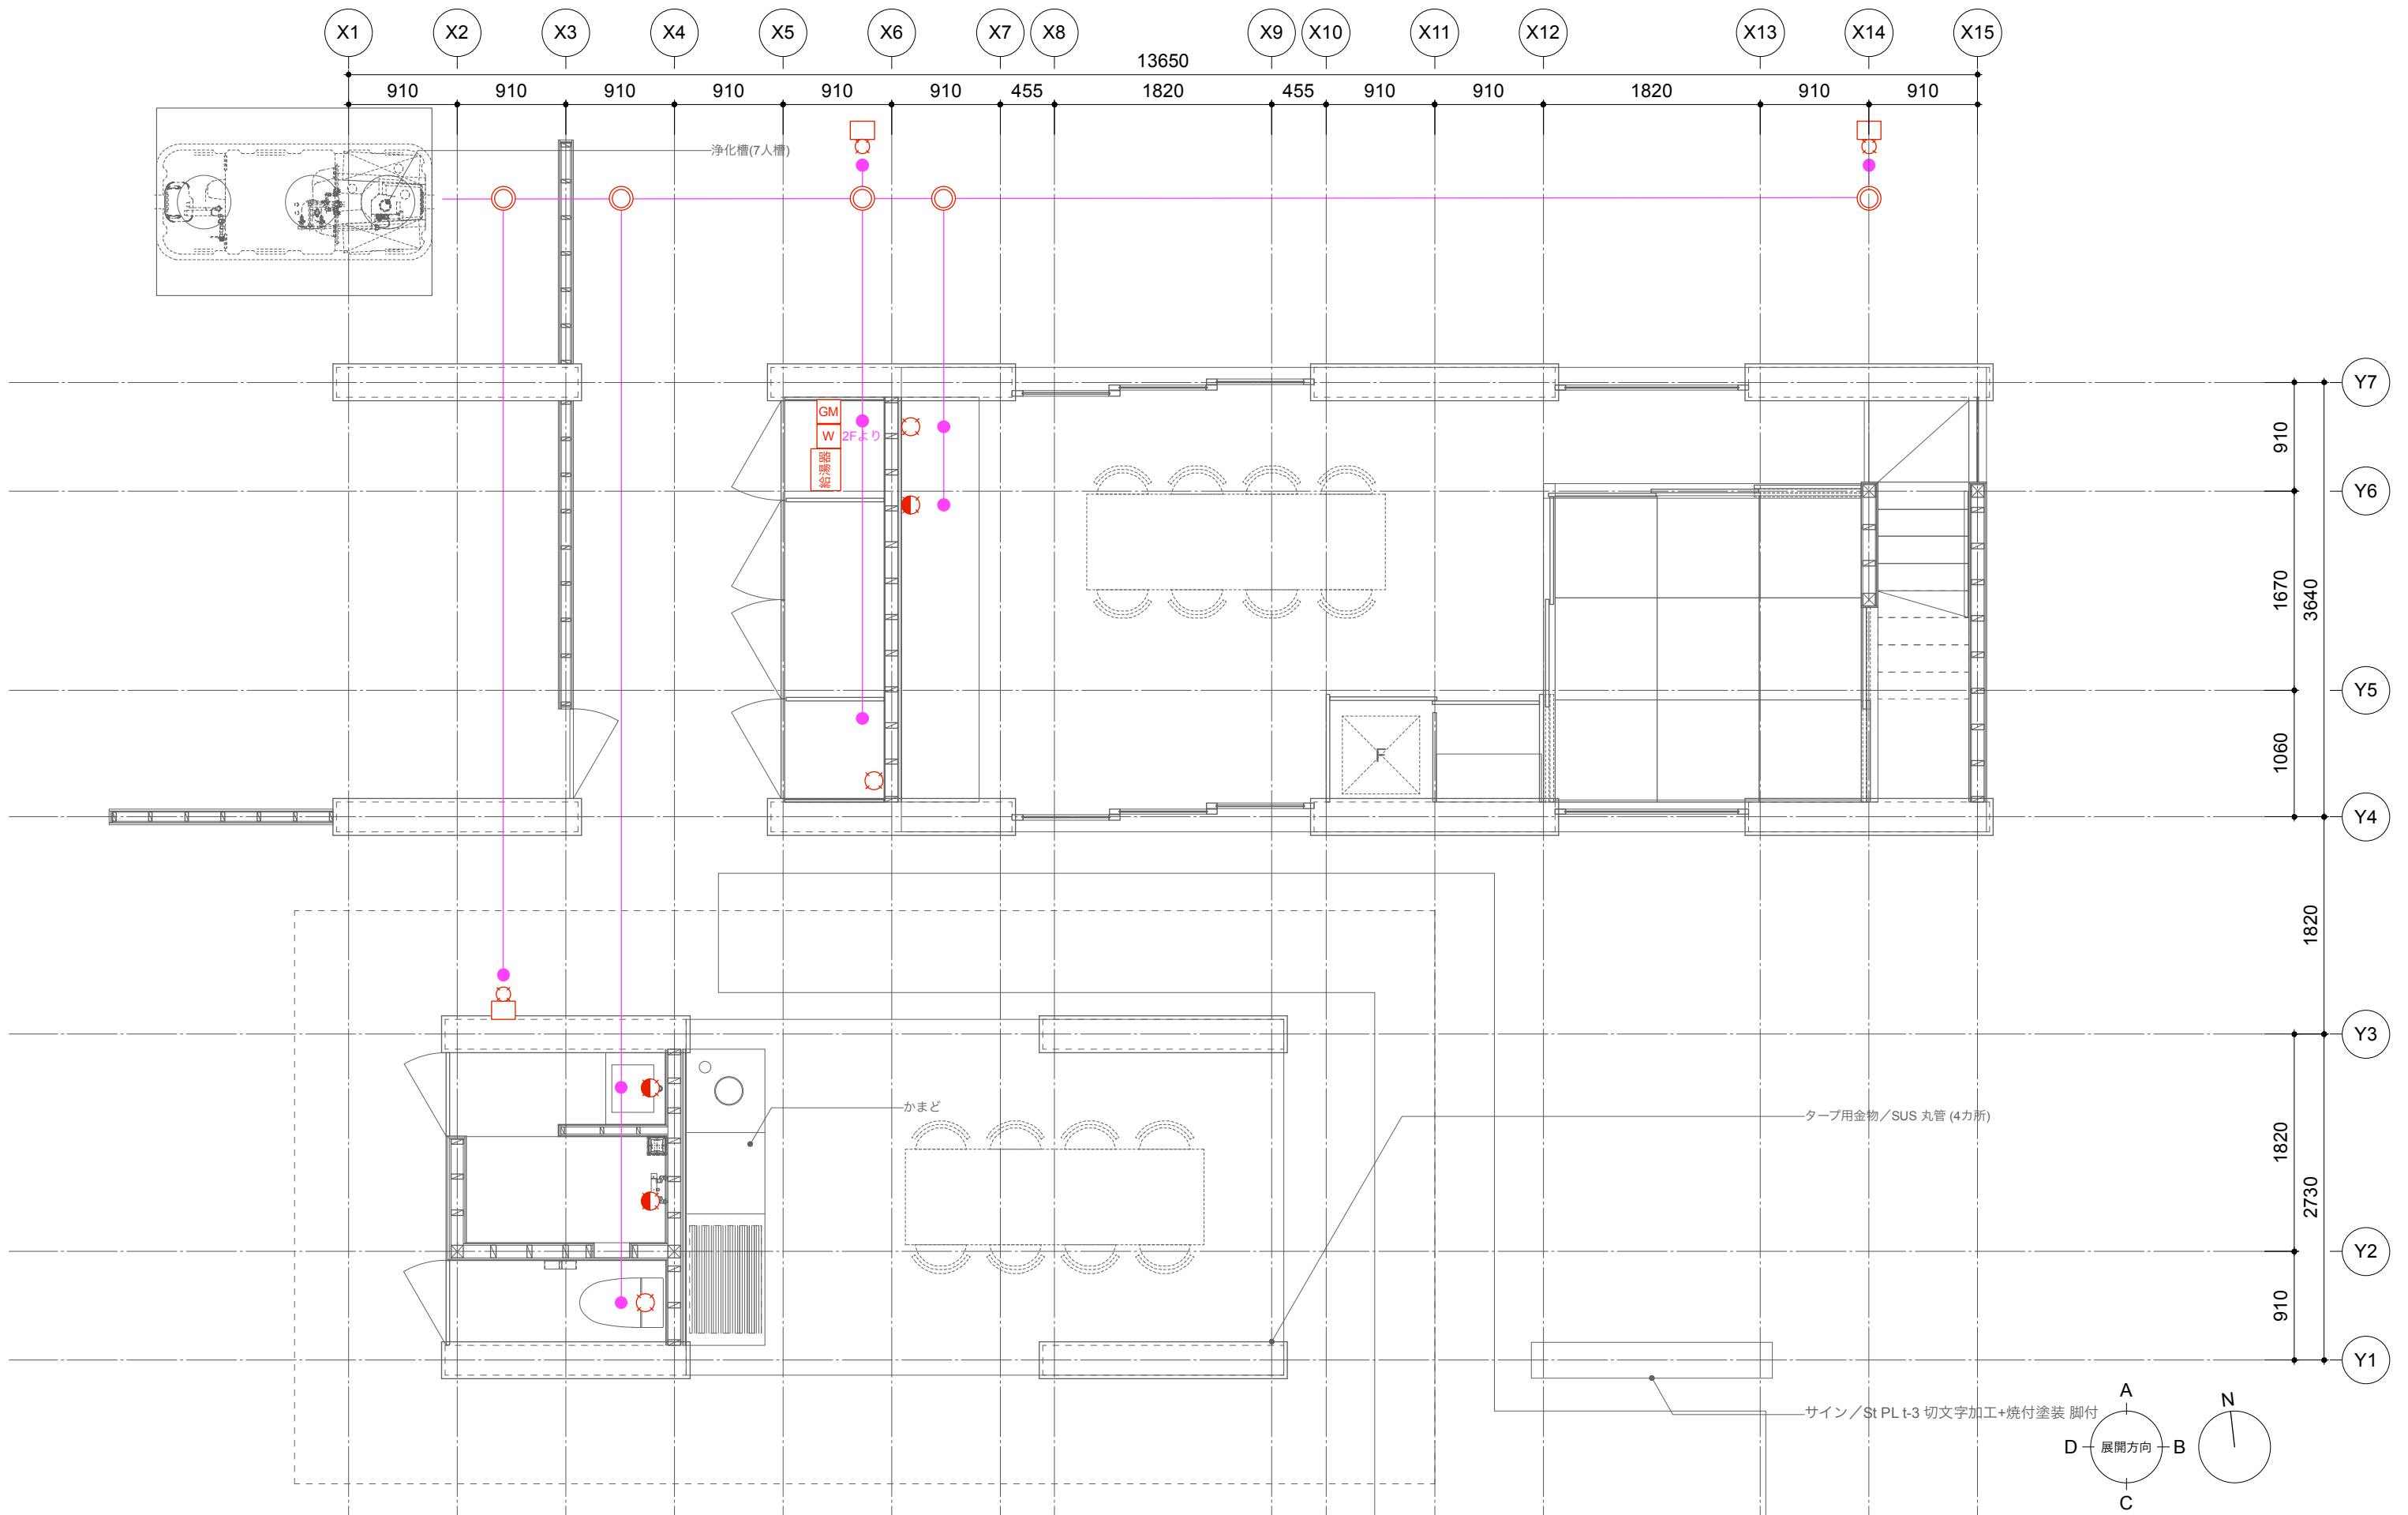 X1 X2 X3 X4 X5 X6 X7 X8 X9 X10 X11 X12 X13 X14 X15
13650
910 910 910 910 910 910 455 1820 455 910 910 1820 910 910
浄化槽(7人槽)
Y7
GM
W 2Fより
給湯器
910
Y6
1670
3640
Y5
F
1060
Y4
1820
Y3
かまど
タープ用金物／SUS 丸管 (4カ所)
1820
2730
Y2
910
Y1
サイン／St PL t-3 切文字加工+焼付塗装 脚付
A
N
D 展開方向 B
C